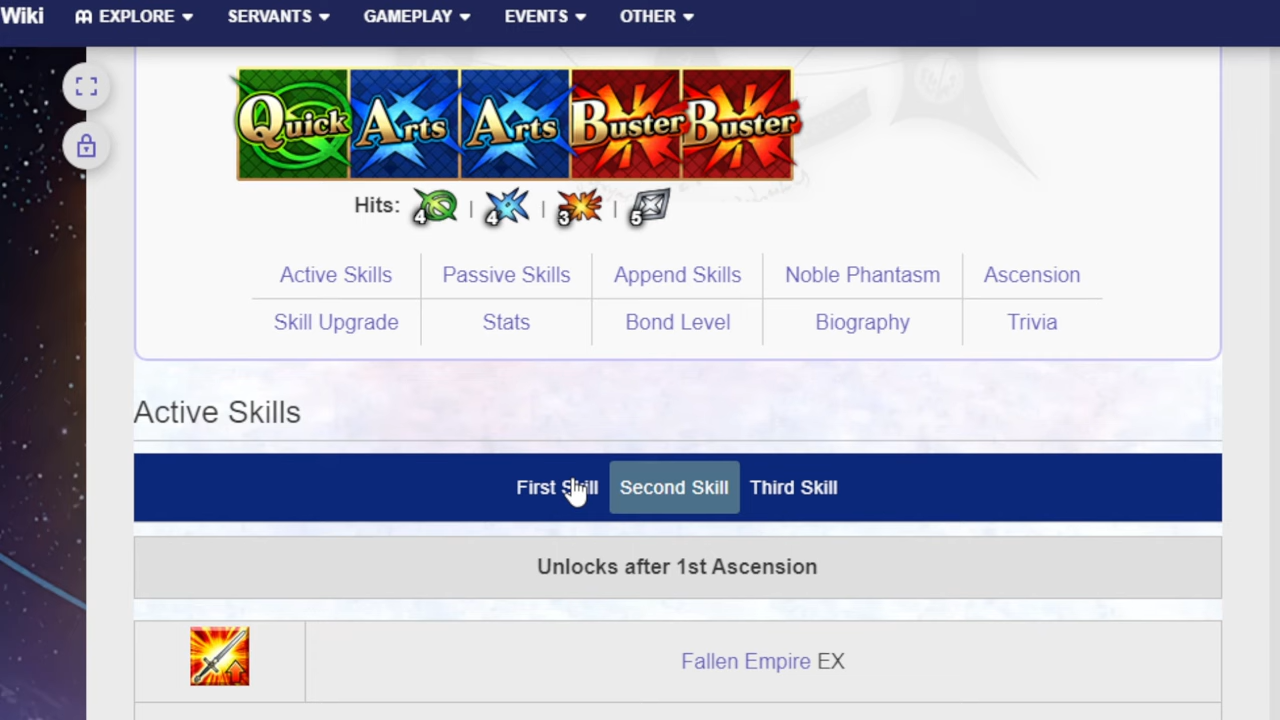 Wiki EXPLORE SERVANTS GAMEPLAY EVENTS OTHER
Quick Arts Arts Buster Buster
Hits: 4 | 4 | 3 | 5
Active Skills Passive Skills Append Skills Noble Phantasm Ascension
Skill Upgrade Stats Bond Level Biography Trivia
Active Skills
First Skill Second Skill Third Skill
Unlocks after 1st Ascension
Fallen Empire EX